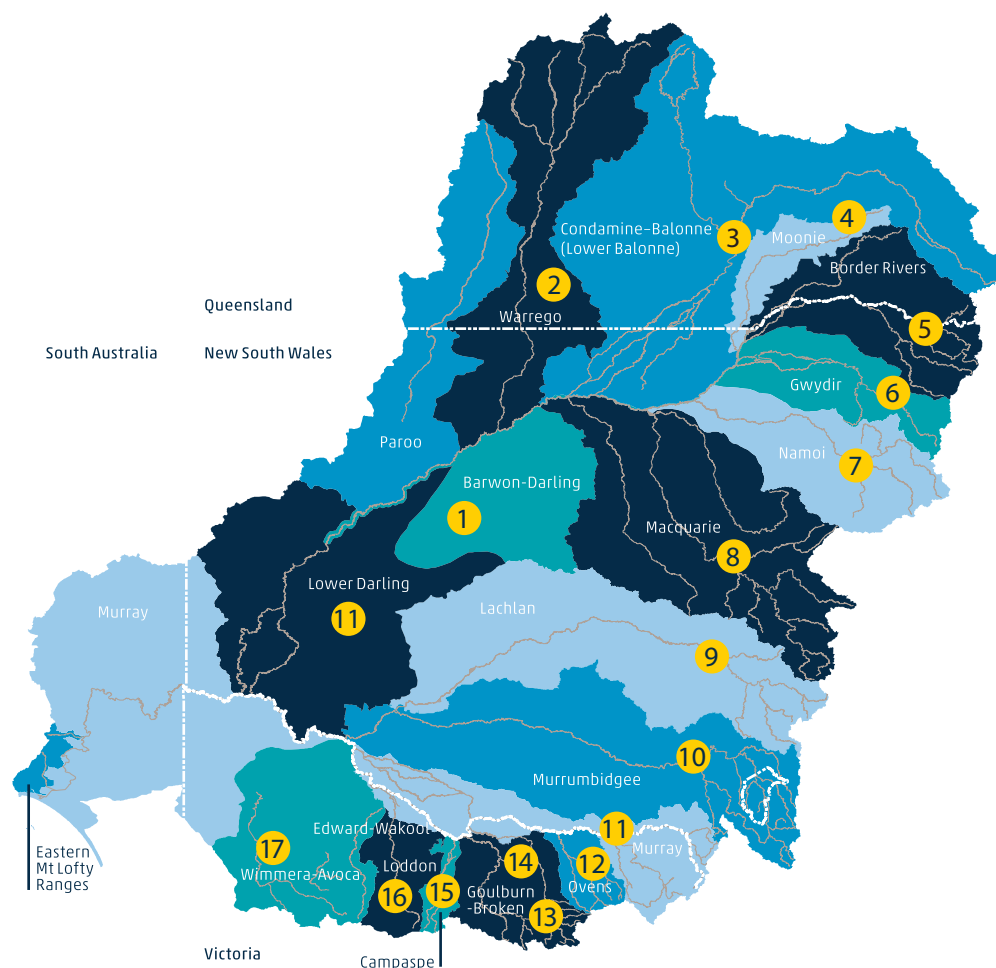 Condamine–Balonne
(Lower Balonne)
3
4
Moonie
Border Rivers
2
Queensland
Warrego
5
South Australia
New South Wales
Gwydir
6
Paroo
Namoi
7
Barwon-Darling
1
Macquarie
8
Lower Darling
11
Murray
Lachlan
9
10
Murrumbidgee
11
Edward-Wakool
17
Wimmera-Avoca
Loddon
16
15
14
Goulburn
-Broken
13
12
Ovens
Murray
Eastern
Mt Lofty
Ranges
Victoria
Campaspe